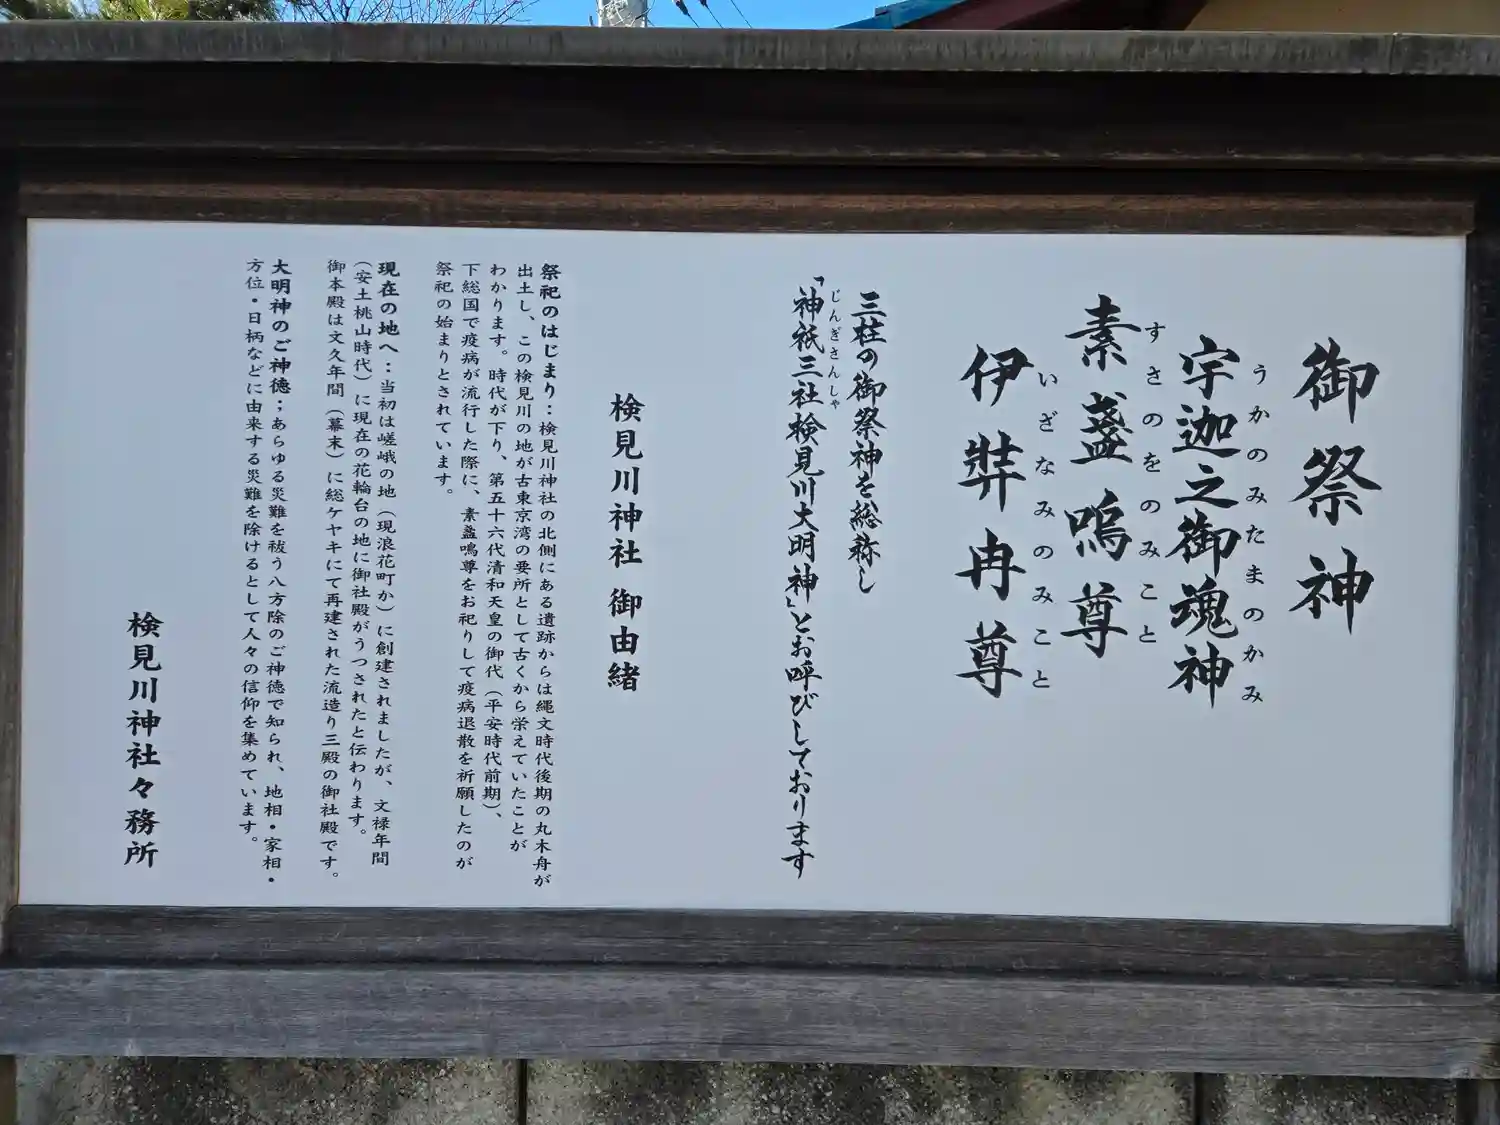 御祭神
宇迦之御魂神
うかのみたまのかみ
素盞嗚尊
すさのをのみこと
伊弉冉尊
いざなみのみこと
三柱の御祭神を総称し
「神祇三社検見川大明神」とお呼びしております
じんぎさんしゃ
検見川神社 御由緒
祭祀のはじまり：検見川神社の北側にある遺跡からは縄文時代後期の丸木舟が
出土し、この検見川の地が古東京湾の要所として古くから栄えていたことが
わかります。時代が下り、第五十六代清和天皇の御代（平安時代前期）、
下総国で疫病が流行した際に、素盞鳴尊をお祀りして疫病退散を祈願したのが
祭祀の始まりとされています。
現在の地へ：当初は嵯峨の地（現浪花町か）に創建されましたが、文禄年間
（安土桃山時代）に現在の花輪台の地に御社殿がうつされたと伝わります。
御本殿は文久年間（幕末）に総ケヤキにて再建された流造り三殿の御社殿です。
大明神のご神徳；あらゆる災難を祓う八方除のご神徳で知られ、地相・家相・
方位・日柄などに由来する災難を除けるとして人々の信仰を集めています。
検見川神社々務所